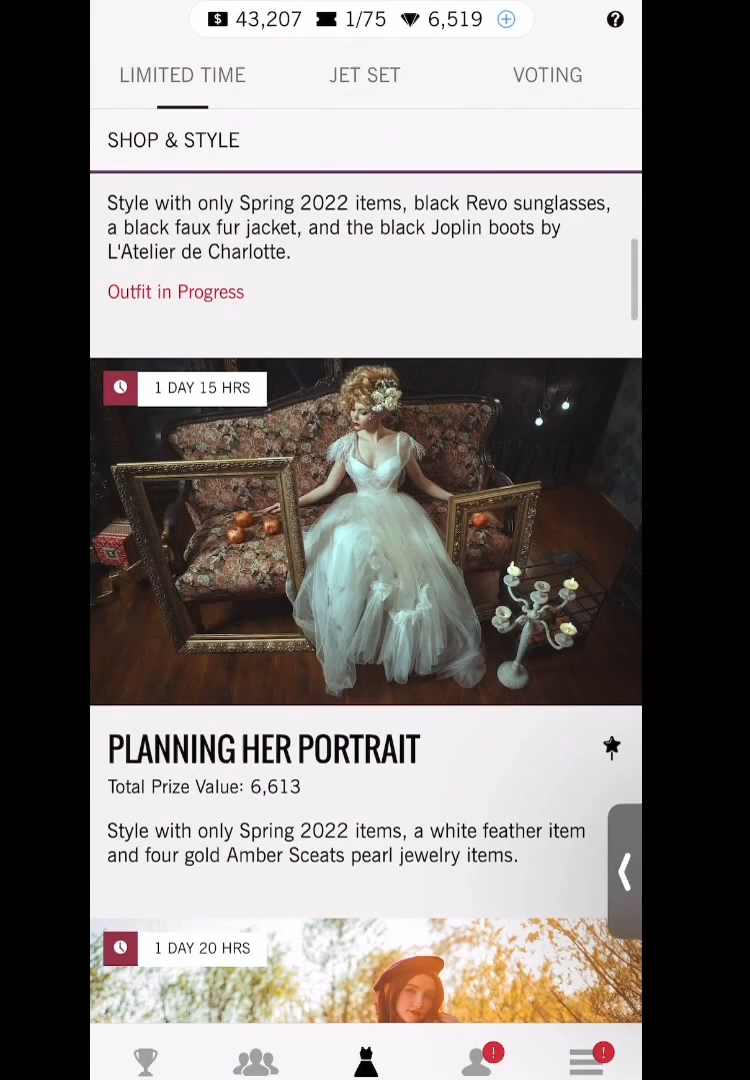 $ 43,207 1/75 6,519 + ?
LIMITED TIME JET SET VOTING
SHOP & STYLE
Style with only Spring 2022 items, black Revo sunglasses,
a black faux fur jacket, and the black Joplin boots by
L'Atelier de Charlotte.
Outfit in Progress
1 DAY 15 HRS
PLANNING HER PORTRAIT
Total Prize Value: 6,613
Style with only Spring 2022 items, a white feather item
and four gold Amber Sceats pearl jewelry items.
1 DAY 20 HRS
! !